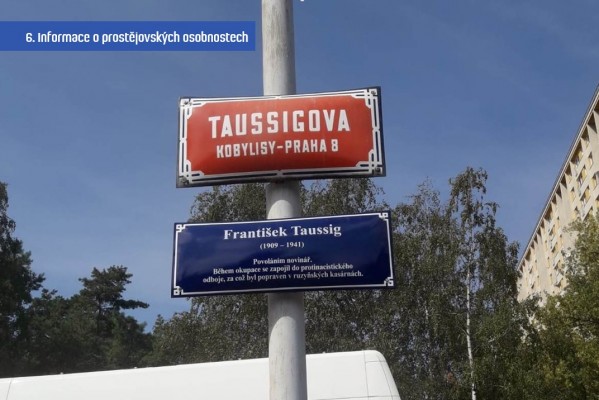 6. Informace o prostějovských osobnostech
TAUSSIGOVA
KOBYLISY-PRAHA 8
František Taussig
(1909 – 1941)
Povoláním novinář.
Během okupace se zapojil do protinacistického
odboje, za což byl popraven v ruzyňských kasárnách.